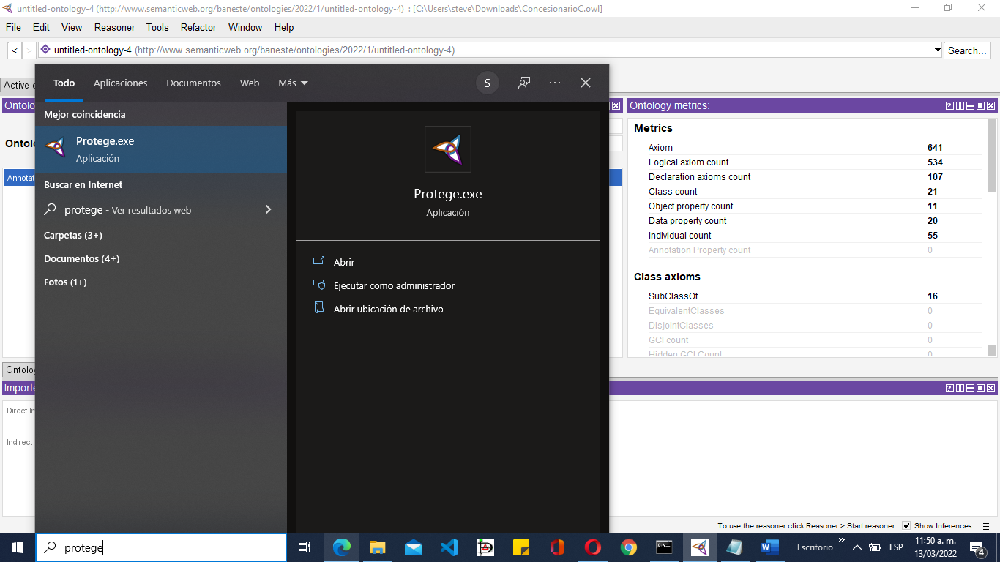 untitled-ontology-4 (http://www.semanticweb.org/baneste/ontologies/2022/1/untitled-ontology-4) : [C:\Users\steve\Downloads\ConcesionarioC.owl]
File Edit View Reasoner Tools Refactor Window Help
< > untitled-ontology-4 (http://www.semanticweb.org/baneste/ontologies/2022/1/untitled-ontology-4) Search...
Active
Todo Aplicaciones Documentos Web Más S ...
Mejor coincidencia
Protege.exe
Aplicación
Buscar en Internet
protege - Ver resultados web
Carpetas (3+)
Documentos (4+)
Fotos (1+)
Protege.exe
Aplicación
Abrir
Ejecutar como administrador
Abrir ubicación de archivo
Ontology metrics:
Metrics
Axiom 641
Logical axiom count 534
Declaration axioms count 107
Class count 21
Object property count 11
Data property count 20
Individual count 55
Annotation Property count 0
Class axioms
SubClassOf 16
EquivalentClasses 0
DisjointClasses 0
GCI count 0
Hidden GCI Count 0
Ontolo
Ontolo
Annotat
Ontolog
Importe
Direct Im
Indirect
To use the reasoner click Reasoner > Start reasoner Show Inferences
protege
Escritorio » ESP 11:50 a. m.
13/03/2022
4